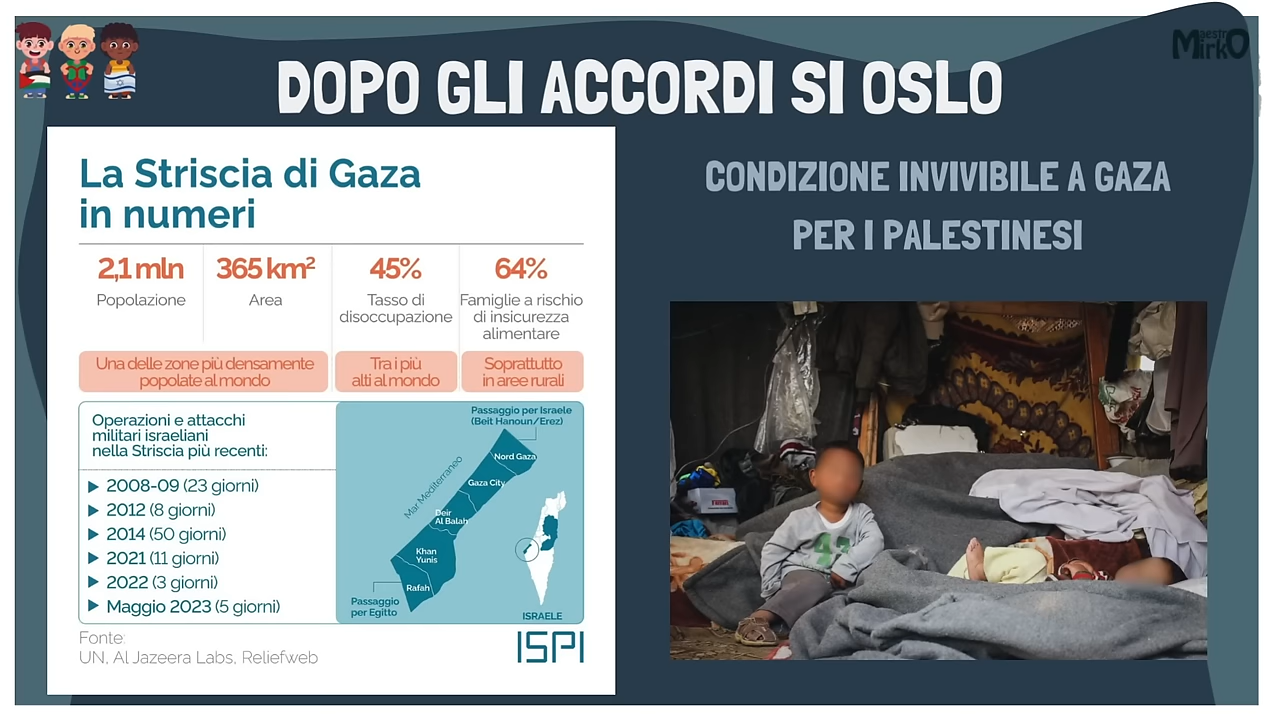 Maestro
MirkO
DOPO GLI ACCORDI SI OSLO
La Striscia di Gaza
in numeri
2,1 mln
Popolazione
365 km²
Area
45%
Tasso di
disoccupazione
64%
Famiglie a rischio
di insicurezza
alimentare
Una delle zone più densamente
popolate al mondo
Tra i più
alti al mondo
Soprattutto
in aree rurali
Operazioni e attacchi
militari israeliani
nella Striscia più recenti:
▶ 2008-09 (23 giorni)
▶ 2012 (8 giorni)
▶ 2014 (50 giorni)
▶ 2021 (11 giorni)
▶ 2022 (3 giorni)
▶ Maggio 2023 (5 giorni)
Passaggio per Israele
(Beit Hanoun/Erez)
Mar Mediterraneo
Nord Gaza
Gaza City
Deir
Al Balah
Khan
Yunis
Rafah
Passaggio
per Egitto
ISRAELE
Fonte:
UN, Al Jazeera Labs, Reliefweb
ISPI
CONDIZIONE INVIVIBILE A GAZA
PER I PALESTINESI